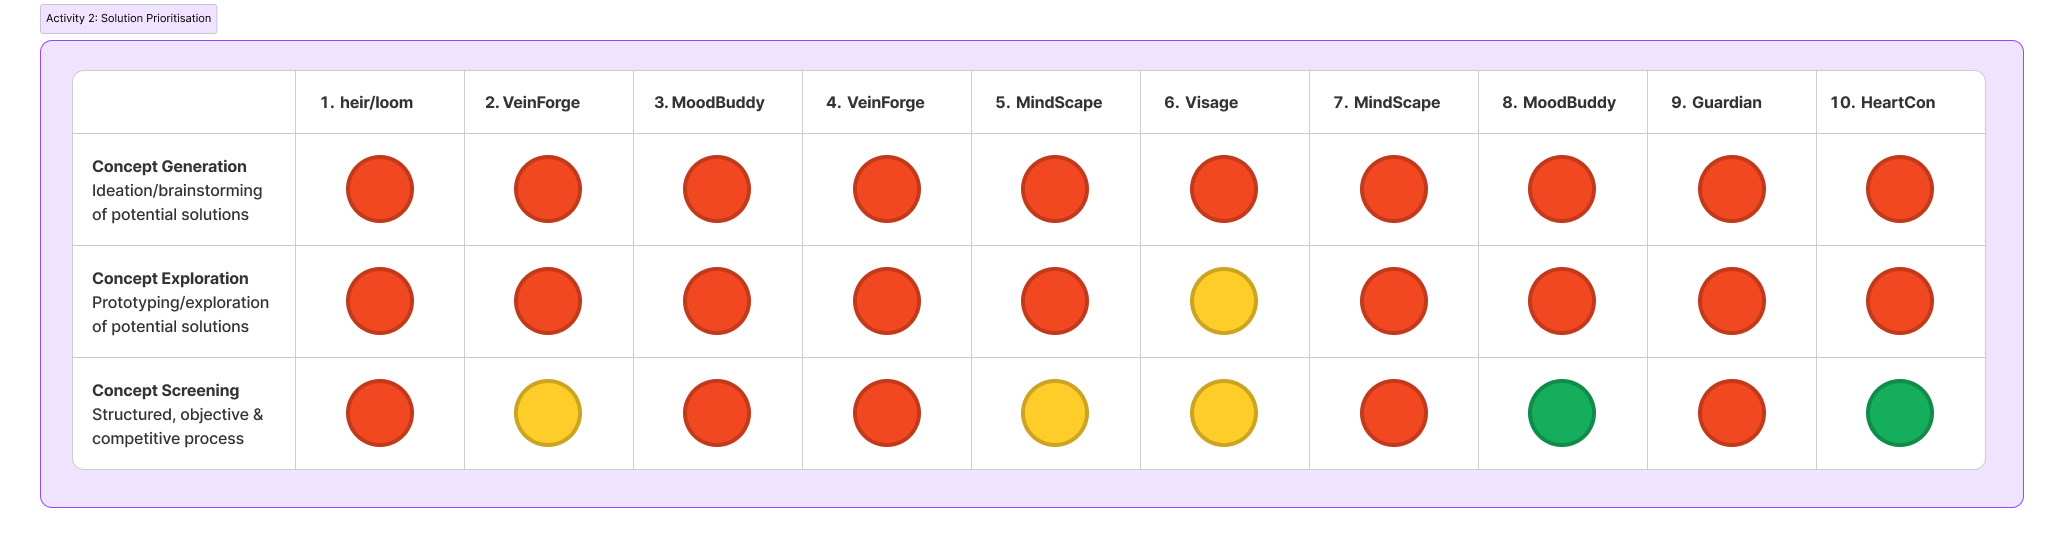 Activity 2: Solution Prioritisation
1. heir/loom
2. VeinForge
3. MoodBuddy
4. VeinForge
5. MindScape
6. Visage
7. MindScape
8. MoodBuddy
9. Guardian
10. HeartCon
Concept Generation
Ideation/brainstorming
of potential solutions
Concept Exploration
Prototyping/exploration
of potential solutions
Concept Screening
Structured, objective &
competitive process